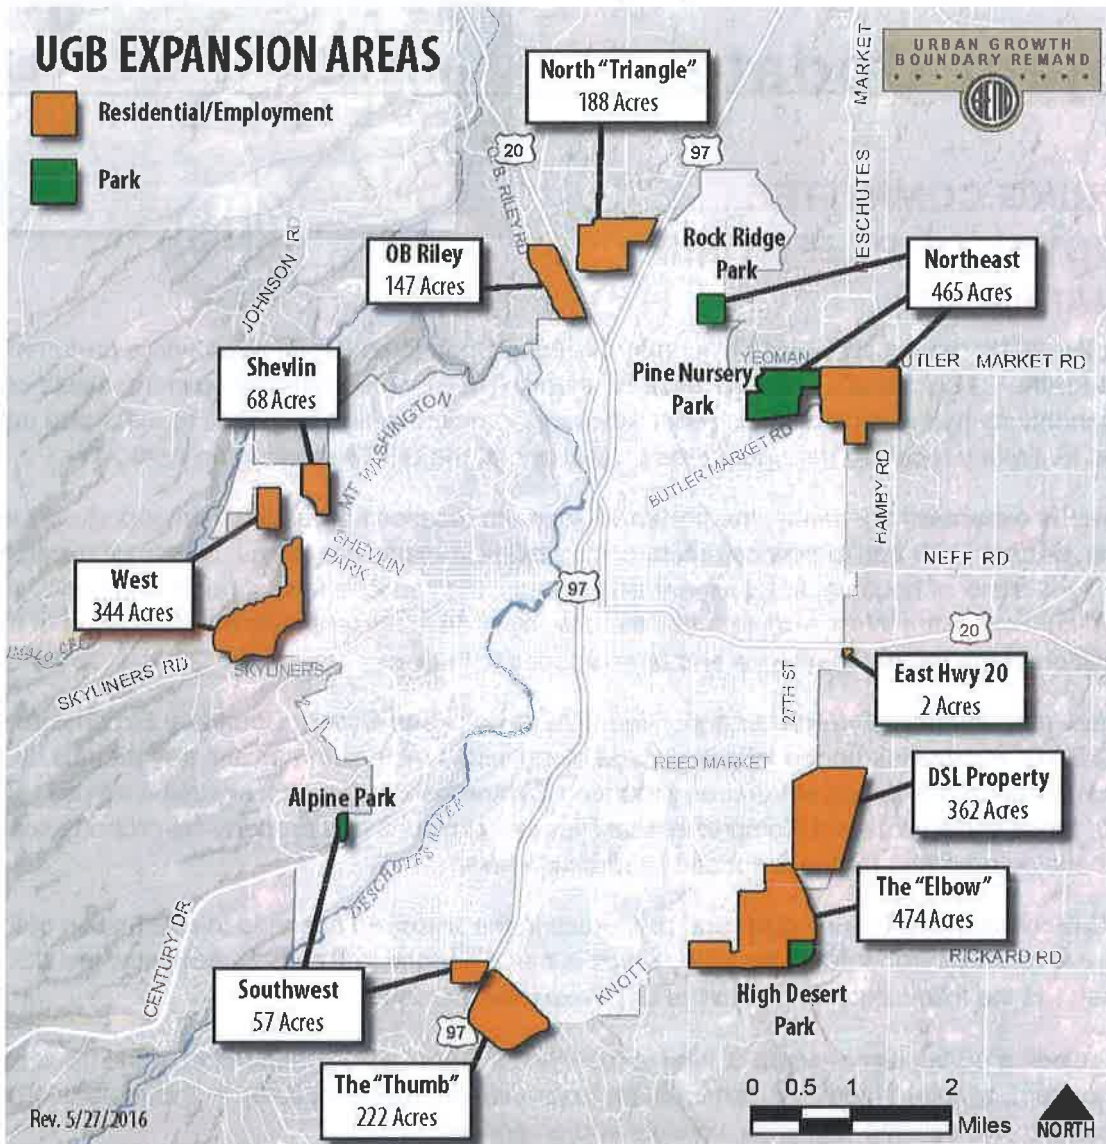 UGB EXPANSION AREAS
Residential/Employment
Park
URBAN GROWTH
BOUNDARY REMAND
BEND
North "Triangle"
188 Acres
MARKET
DESCHUTES
20
97
O.B. RILEY RD
JOHNSON RD
OB Riley
147 Acres
Rock Ridge
Park
Northeast
465 Acres
Shevlin
68 Acres
YEOMAN
BUTLER MARKET RD
Pine Nursery
Park
MT WASHINGTON
BUTLER MARKET RD
HAMBY RD
SHEVLIN
PARK
NEFF RD
West
344 Acres
97
20
SKYLINERS RD
SKYLINERS
East Hwy 20
2 Acres
27TH ST
REED MARKET
DSL Property
362 Acres
Alpine Park
DESCHUTES RIVER
The "Elbow"
474 Acres
CENTURY DR
RICKARD RD
KNOTT
High Desert
Park
Southwest
57 Acres
97
The "Thumb"
222 Acres
0 0.5 1 2
Miles
NORTH
Rev. 5/27/2016